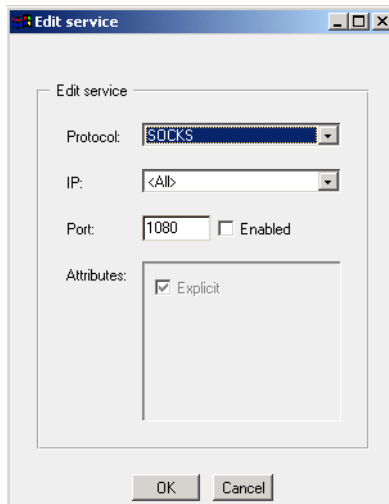 Edit service
Edit service
Protocol: SOCKS
IP: <All>
Port: 1080 Enabled
Attributes: Explicit
OK Cancel